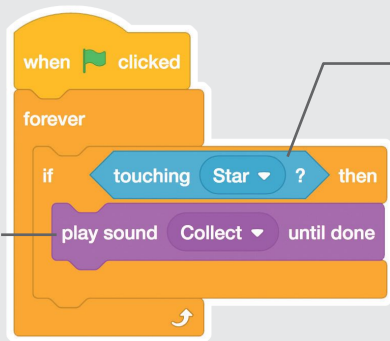 when clicked
forever
if touching Star ? then
play sound Collect until done